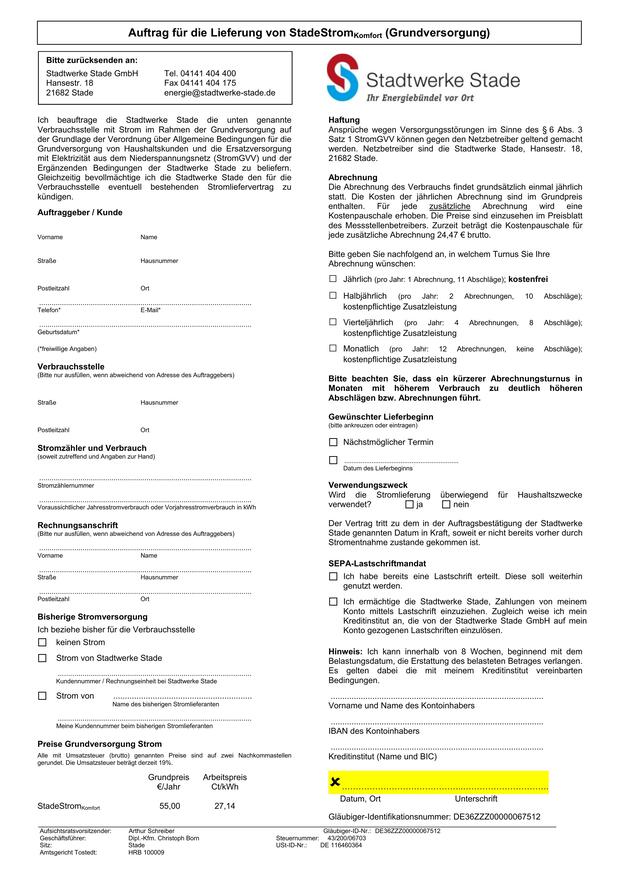 Auftrag für die Lieferung von StadeStromKomfort (Grundversorgung)
Bitte zurücksenden an:
Stadtwerke Stade GmbH Tel. 04141 404 400
Hansestr. 18 Fax 04141 404 175
21682 Stade energie@stadtwerke-stade.de
Stadtwerke Stade
Ihr Energiebündel vor Ort
Ich beauftrage die Stadtwerke Stade die unten genannte
Verbrauchsstelle mit Strom im Rahmen der Grundversorgung auf
der Grundlage der Verordnung über Allgemeine Bedingungen für die
Grundversorgung von Haushaltskunden und die Ersatzversorgung
mit Elektrizität aus dem Niederspannungsnetz (StromGVV) und der
Ergänzenden Bedingungen der Stadtwerke Stade zu beliefern.
Gleichzeitig bevollmächtige ich die Stadtwerke Stade den für die
Verbrauchsstelle eventuell bestehenden Stromliefervertrag zu
kündigen.
Auftraggeber / Kunde
Vorname Name
Straße Hausnummer
Postleitzahl Ort
Telefon* E-Mail*
Geburtsdatum*
(*freiwillige Angaben)
Verbrauchsstelle
(Bitte nur ausfüllen, wenn abweichend von Adresse des Auftraggebers)
Straße Hausnummer
Postleitzahl Ort
Stromzähler und Verbrauch
(soweit zutreffend und Angaben zur Hand)
Stromzählernummer
Voraussichtlicher Jahresstromverbrauch oder Vorjahresstromverbrauch in kWh
Rechnungsanschrift
(Bitte nur ausfüllen, wenn abweichend von Adresse des Auftraggebers)
Vorname Name
Straße Hausnummer
Postleitzahl Ort
Bisherige Stromversorgung
Ich beziehe bisher für die Verbrauchsstelle
keinen Strom
Strom von Stadtwerke Stade
Kundennummer / Rechnungseinheit bei Stadtwerke Stade
Strom von
Name des bisherigen Stromlieferanten
Meine Kundennummer beim bisherigen Stromlieferanten
Preise Grundversorgung Strom
Alle mit Umsatzsteuer (brutto) genannten Preise sind auf zwei Nachkommastellen
gerundet. Die Umsatzsteuer beträgt derzeit 19%.
Grundpreis Arbeitspreis
€/Jahr Ct/kWh
StadeStromKomfort 55,00 27,14
Haftung
Ansprüche wegen Versorgungsstörungen im Sinne des § 6 Abs. 3
Satz 1 StromGVV können gegen den Netzbetreiber geltend gemacht
werden. Netzbetreiber sind die Stadtwerke Stade, Hansestr. 18,
21682 Stade.
Abrechnung
Die Abrechnung des Verbrauchs findet grundsätzlich einmal jährlich
statt. Die Kosten der jährlichen Abrechnung sind im Grundpreis
enthalten. Für jede zusätzliche Abrechnung wird eine
Kostenpauschale erhoben. Die Preise sind einzusehen im Preisblatt
des Messstellenbetreibers. Zurzeit beträgt die Kostenpauschale für
jede zusätzliche Abrechnung 24,47 € brutto.
Bitte geben Sie nachfolgend an, in welchem Turnus Sie Ihre
Abrechnung wünschen:
Jährlich (pro Jahr: 1 Abrechnung, 11 Abschläge); kostenfrei
Halbjährlich (pro Jahr: 2 Abrechnungen, 10 Abschläge);
kostenpflichtige Zusatzleistung
Vierteljährlich (pro Jahr: 4 Abrechnungen, 8 Abschläge);
kostenpflichtige Zusatzleistung
Monatlich (pro Jahr: 12 Abrechnungen, keine Abschläge);
kostenpflichtige Zusatzleistung
Bitte beachten Sie, dass ein kürzerer Abrechnungsturnus in
Monaten mit höherem Verbrauch zu deutlich höheren
Abschlägen bzw. Abrechnungen führt.
Gewünschter Lieferbeginn
(bitte ankreuzen oder eintragen)
Nächstmöglicher Termin
Datum des Lieferbeginns
Verwendungszweck
Wird die Stromlieferung überwiegend für Haushaltszwecke
verwendet? ja nein
Der Vertrag tritt zu dem in der Auftragsbestätigung der Stadtwerke
Stade genannten Datum in Kraft, soweit er nicht bereits vorher durch
Stromentnahme zustande gekommen ist.
SEPA-Lastschriftmandat
Ich habe bereits eine Lastschrift erteilt. Diese soll weiterhin
genutzt werden.
Ich ermächtige die Stadtwerke Stade, Zahlungen von meinem
Konto mittels Lastschrift einzuziehen. Zugleich weise ich mein
Kreditinstitut an, die von der Stadtwerke Stade GmbH auf mein
Konto gezogenen Lastschriften einzulösen.
Hinweis: Ich kann innerhalb von 8 Wochen, beginnend mit dem
Belastungsdatum, die Erstattung des belasteten Betrages verlangen.
Es gelten dabei die mit meinem Kreditinstitut vereinbarten
Bedingungen.
Vorname und Name des Kontoinhabers
IBAN des Kontoinhabers
Kreditinstitut (Name und BIC)
Datum, Ort Unterschrift
Gläubiger-Identifikationsnummer: DE36ZZZ00000067512
Aufsichtsratsvorsitzender: Arthur Schreiber Gläubiger-ID-Nr.: DE36ZZZ00000067512
Geschäftsführer: Dipl.-Kfm. Christoph Born Steuernummer: 43/200/06703
Sitz: Stade USt-ID-Nr.: DE 116460364
Amtsgericht Tostedt: HRB 100009